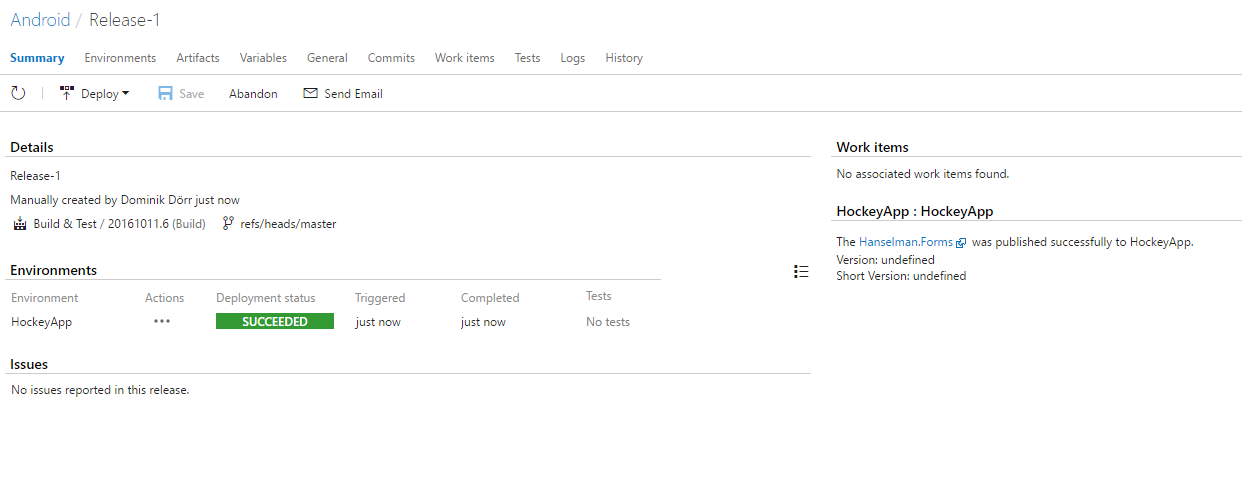 Android / Release-1
Summary Environments Artifacts Variables General Commits Work items Tests Logs History
Deploy Save Abandon Send Email
Details
Release-1
Manually created by Dominik Dörr just now
Build & Test / 20161011.6 (Build) refs/heads/master
Environments
Environment Actions Deployment status Triggered Completed Tests
HockeyApp ••• SUCCEEDED just now just now No tests
Issues
No issues reported in this release.
Work items
No associated work items found.
HockeyApp : HockeyApp
The Hanselman.Forms was published successfully to HockeyApp.
Version: undefined
Short Version: undefined